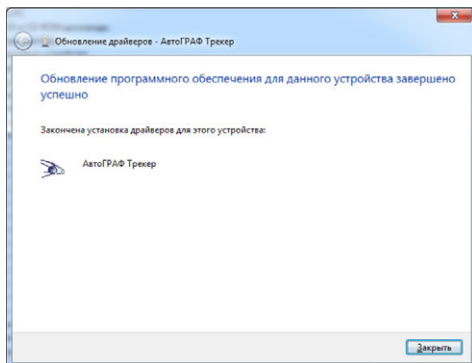 Обновление драйверов - АвтоГРАФ Трекер
Обновление программного обеспечения для данного устройства завершено
успешно
Закончена установка драйверов для этого устройства:
АвтоГРАФ Трекер
Закрыть